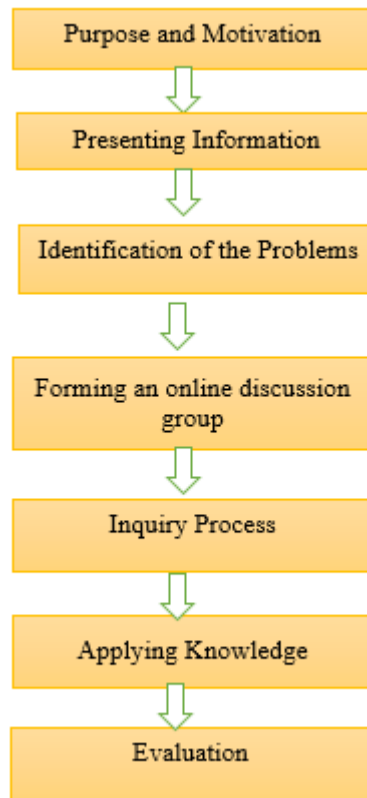 Purpose and Motivation
Presenting Information
Identification of the Problems
Forming an online discussion
group
Inquiry Process
Applying Knowledge
Evaluation